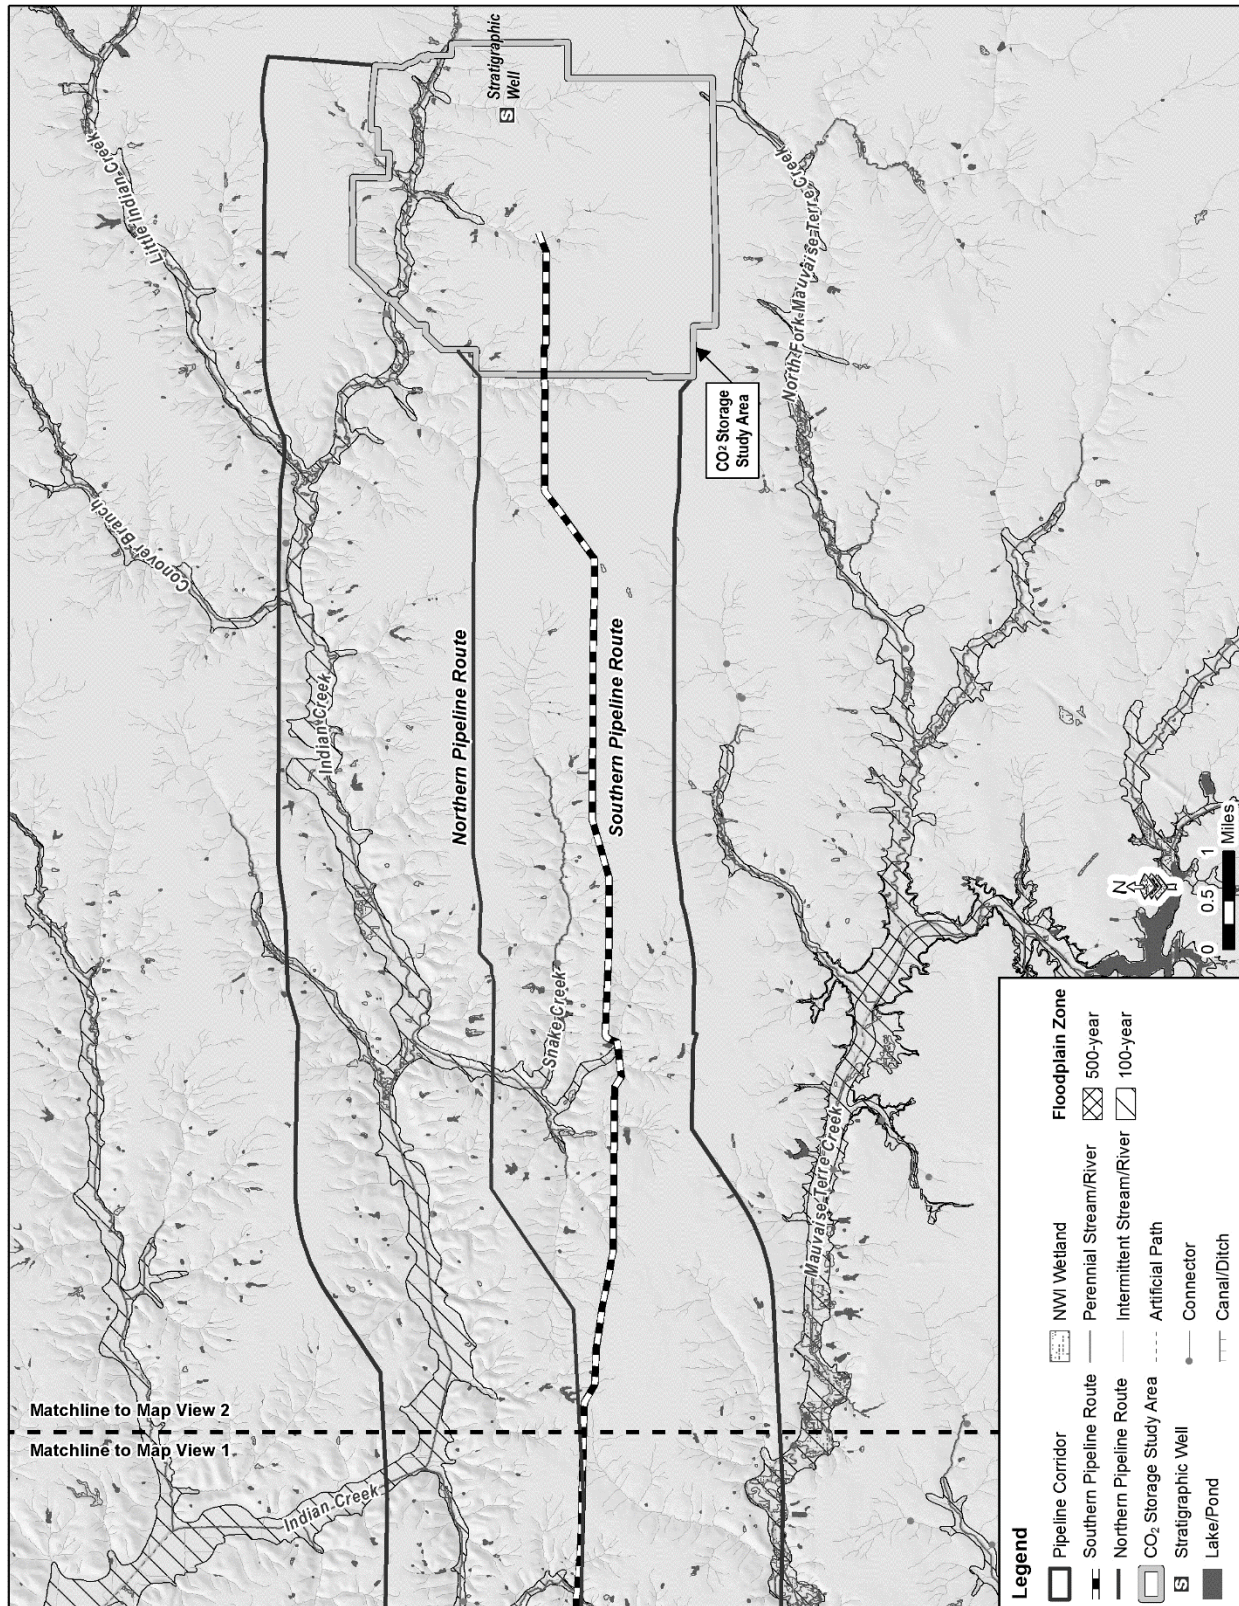 Stratigraphic
Well
S
Little Indian Creek
Conover Branch
Indian Creek
North Fork Mauvaise Terre Creek
CO2 Storage
Study Area
Northern Pipeline Route
Southern Pipeline Route
Snake Creek
Mauvaise Terre Creek
Indian Creek
Matchline to Map View 2
Matchline to Map View 1
N
0 0.5 1
Miles
Legend
Pipeline Corridor
Southern Pipeline Route
Northern Pipeline Route
CO2 Storage Study Area
S Stratigraphic Well
Lake/Pond
NWI Wetland
Perennial Stream/River
Intermittent Stream/River
Artificial Path
Connector
Canal/Ditch
Floodplain Zone
500-year
100-year